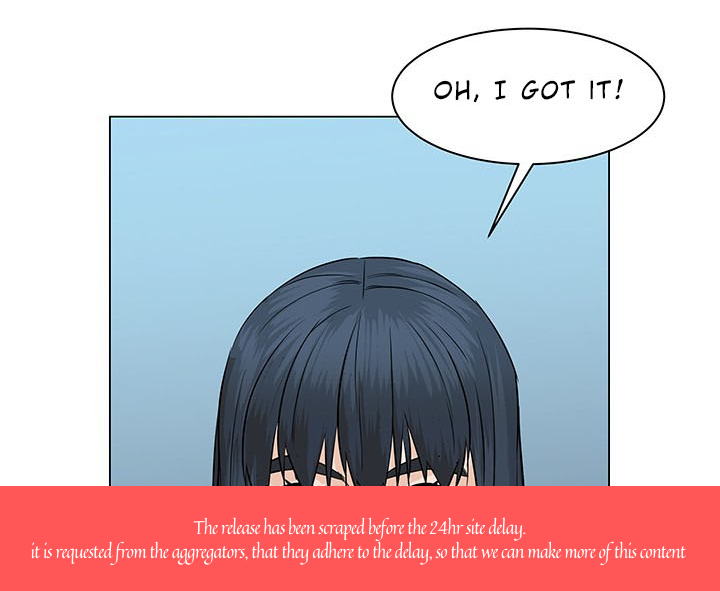 OH, I GOT IT!
The release has been scraped before the 24hr site delay.
it is requested from the aggregators, that they adhere to the delay, so that we can make more of this content